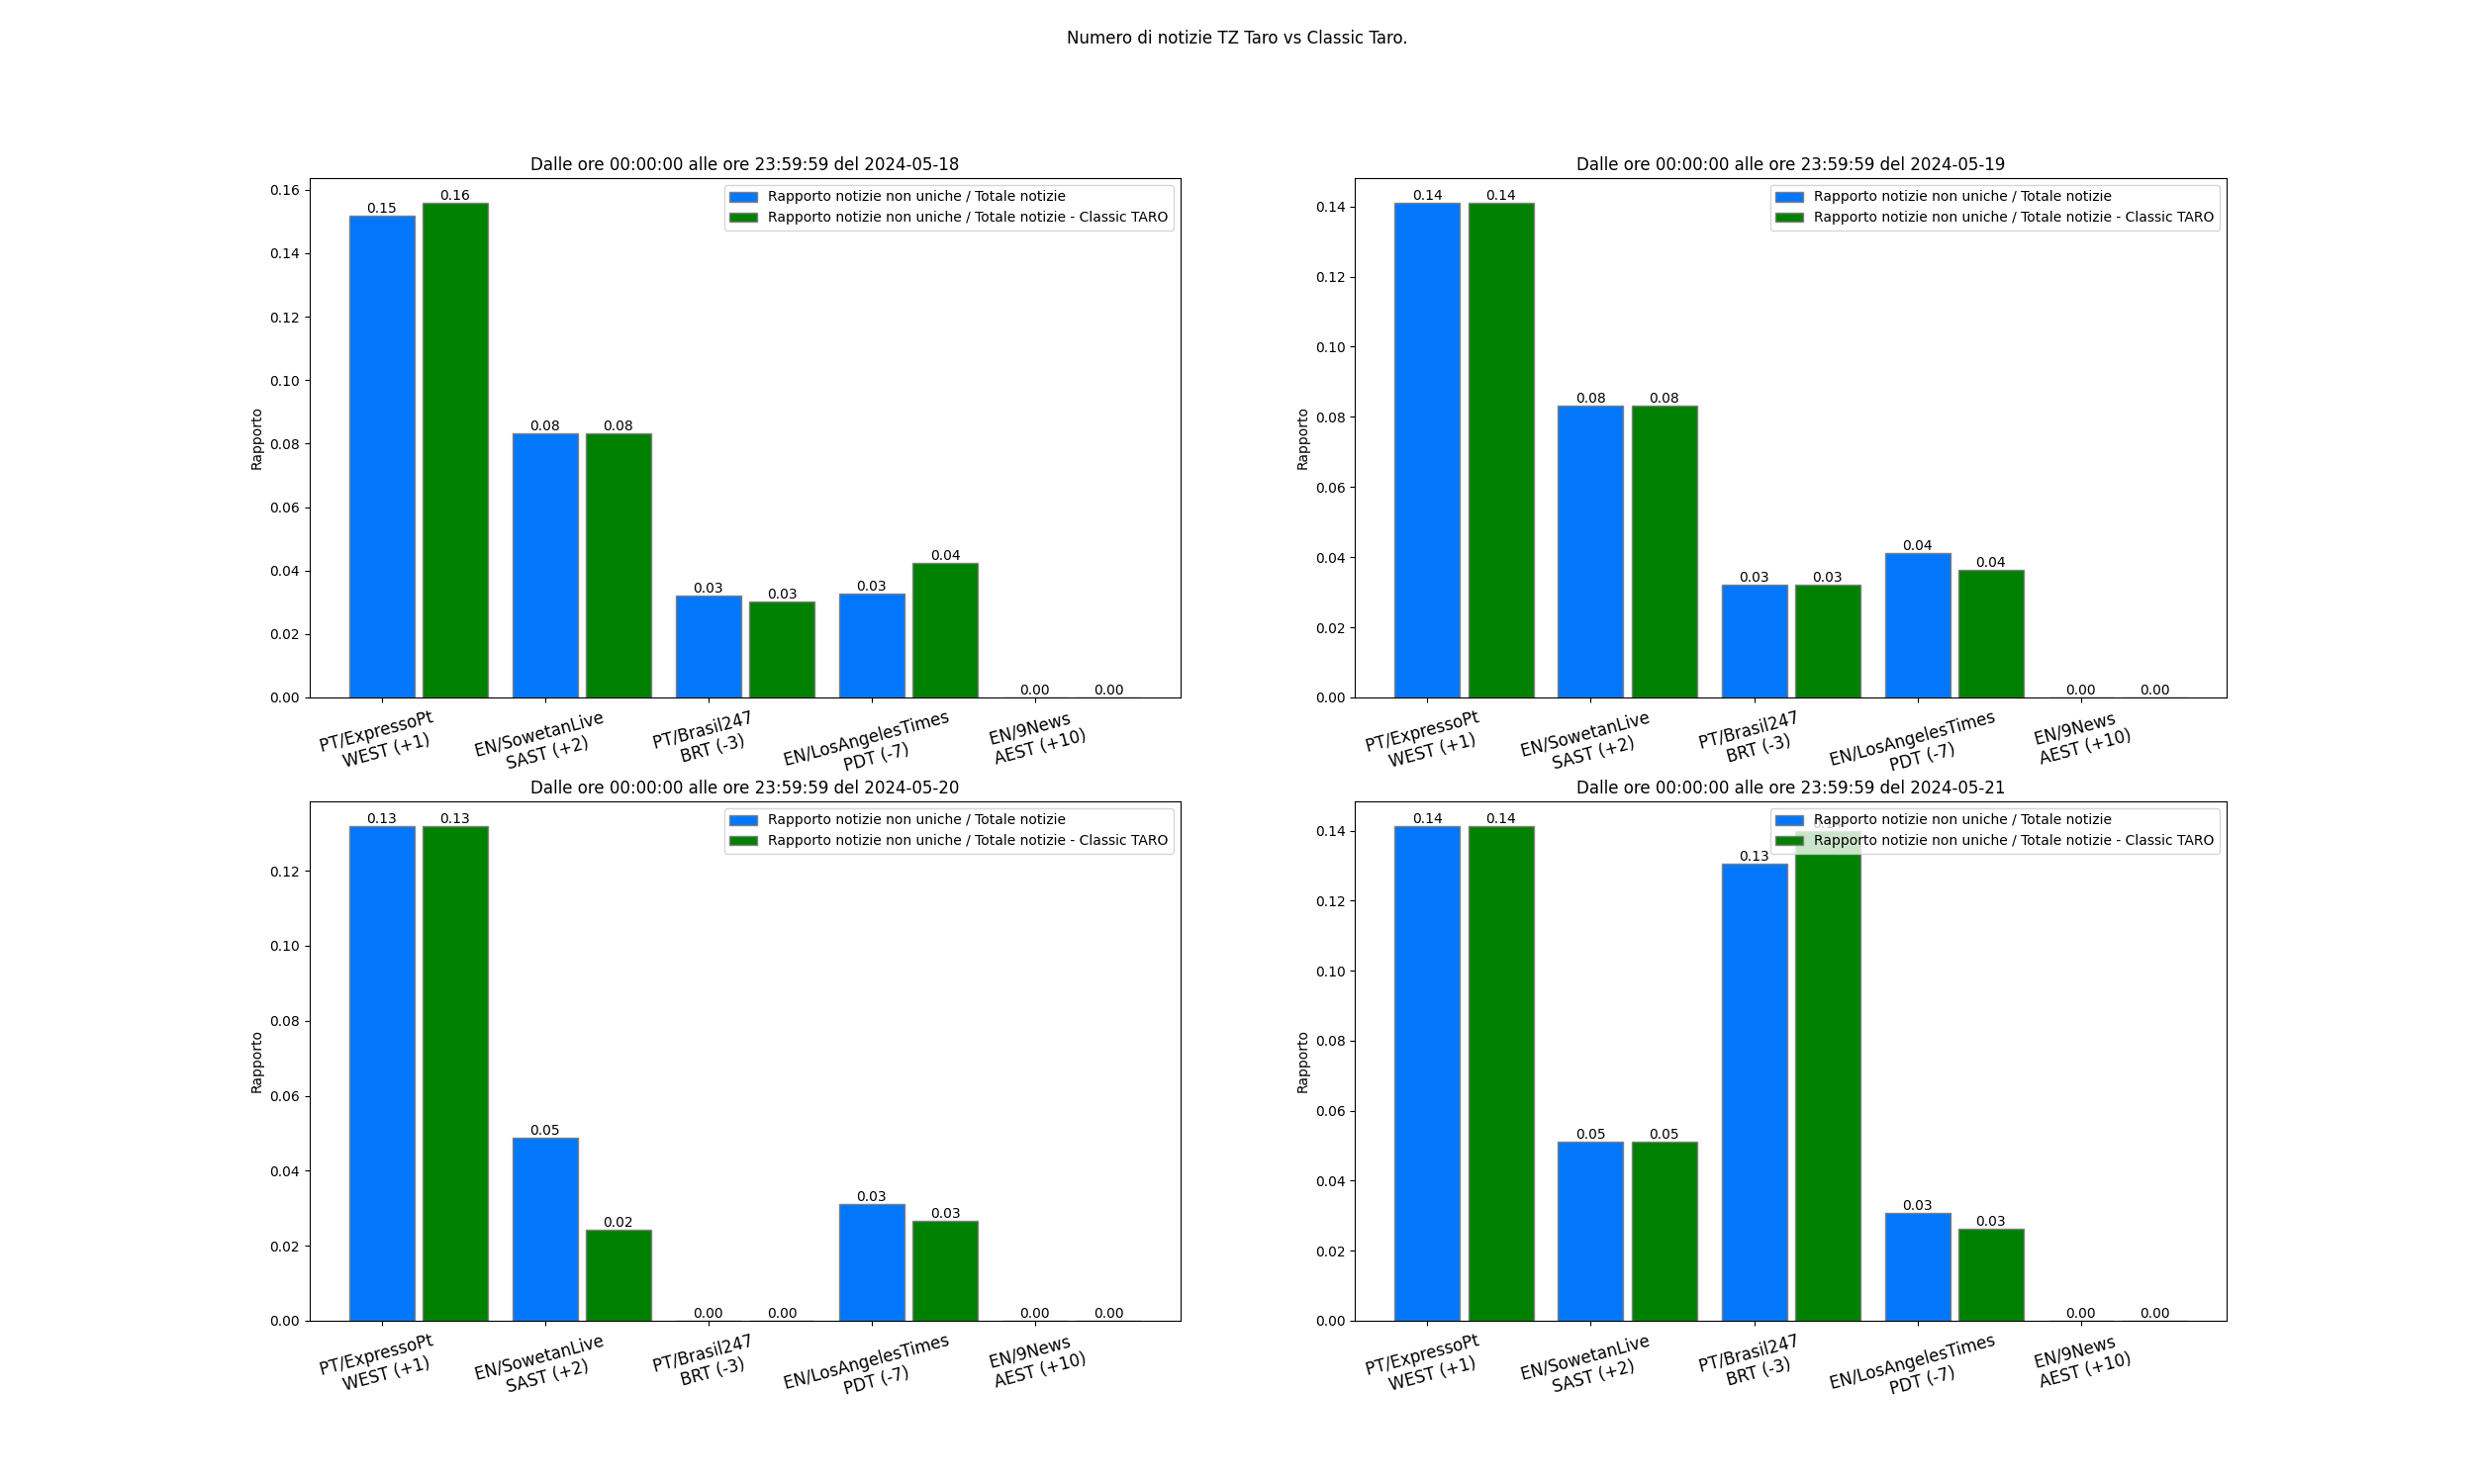 Numero di notizie TZ Taro vs Classic Taro.
Dalle ore 00:00:00 alle ore 23:59:59 del 2024-05-18
Rapporto notizie non uniche / Totale notizie
Rapporto notizie non uniche / Totale notizie - Classic TARO
Rapporto
0.16
0.14
0.12
0.10
0.08
0.06
0.04
0.02
0.00
0.15
0.16
0.08
0.08
0.03
0.03
0.03
0.04
0.00
0.00
PT/ExpressoPt
WEST (+1)
EN/SowetanLive
SAST (+2)
PT/Brasil247
BRT (-3)
EN/LosAngelesTimes
PDT (-7)
EN/9News
AEST (+10)
Dalle ore 00:00:00 alle ore 23:59:59 del 2024-05-19
Rapporto notizie non uniche / Totale notizie
Rapporto notizie non uniche / Totale notizie - Classic TARO
Rapporto
0.14
0.12
0.10
0.08
0.06
0.04
0.02
0.00
0.14
0.14
0.08
0.08
0.03
0.03
0.04
0.04
0.00
0.00
PT/ExpressoPt
WEST (+1)
EN/SowetanLive
SAST (+2)
PT/Brasil247
BRT (-3)
EN/LosAngelesTimes
PDT (-7)
EN/9News
AEST (+10)
Dalle ore 00:00:00 alle ore 23:59:59 del 2024-05-20
Rapporto notizie non uniche / Totale notizie
Rapporto notizie non uniche / Totale notizie - Classic TARO
Rapporto
0.12
0.10
0.08
0.06
0.04
0.02
0.00
0.13
0.13
0.05
0.02
0.00
0.00
0.03
0.03
0.00
0.00
PT/ExpressoPt
WEST (+1)
EN/SowetanLive
SAST (+2)
PT/Brasil247
BRT (-3)
EN/LosAngelesTimes
PDT (-7)
EN/9News
AEST (+10)
Dalle ore 00:00:00 alle ore 23:59:59 del 2024-05-21
Rapporto notizie non uniche / Totale notizie
Rapporto notizie non uniche / Totale notizie - Classic TARO
Rapporto
0.14
0.12
0.10
0.08
0.06
0.04
0.02
0.00
0.14
0.14
0.05
0.05
0.13
0.03
0.03
0.00
0.00
PT/ExpressoPt
WEST (+1)
EN/SowetanLive
SAST (+2)
PT/Brasil247
BRT (-3)
EN/LosAngelesTimes
PDT (-7)
EN/9News
AEST (+10)